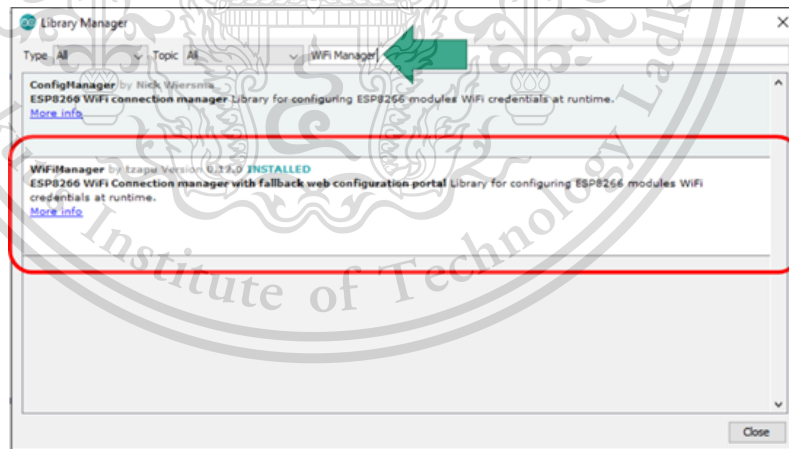 Library Manager
Type All Topic All WiFi Manager
ConfigManager by Nick Wiersma
ESP8266 WiFi connection manager Library for configuring ESP8266 modules WiFi credentials at runtime.
More info
WiFiManager by tzapu Version 0.12.0 INSTALLED
ESP8266 WiFi Connection manager with fallback web configuration portal Library for configuring ESP8266 modules WiFi
credentials at runtime.
More info
Institute of Technology Ladk
Close